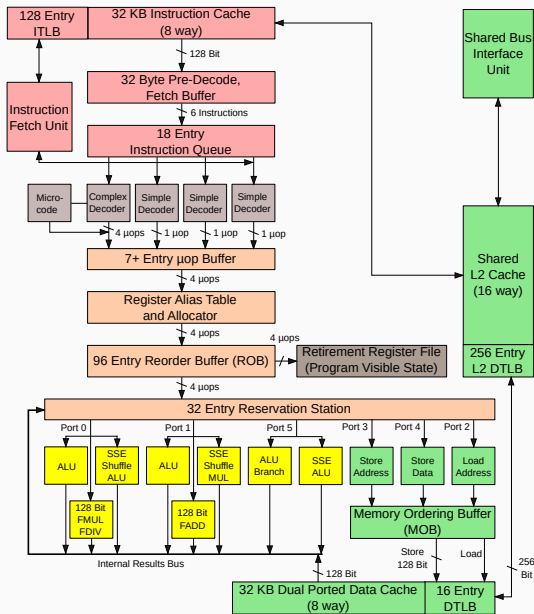 128 Entry
ITLB
32 KB Instruction Cache
(8 way)
Shared Bus
Interface
Unit
128 Bit
32 Byte Pre-Decode,
Fetch Buffer
Instruction
Fetch Unit
6 Instructions
18 Entry
Instruction Queue
Micro-
code
Complex
Decoder
Simple
Decoder
Simple
Decoder
Simple
Decoder
4 µops
1 µop
1 µop
1 µop
7+ Entry µop Buffer
4 µops
Register Alias Table
and Allocator
4 µops
4 µops
96 Entry Reorder Buffer (ROB)
Retirement Register File
(Program Visible State)
4 µops
Shared
L2 Cache
(16 way)
256 Entry
L2 DTLB
32 Entry Reservation Station
Port 0
Port 1
Port 5
Port 3
Port 4
Port 2
ALU
SSE
Shuffle
ALU
ALU
SSE
Shuffle
MUL
ALU
Branch
SSE
ALU
Store
Address
Store
Data
Load
Address
128 Bit
FMUL
FDIV
128 Bit
FADD
Memory Ordering Buffer
(MOB)
Internal Results Bus
Store
128 Bit
Load
128 Bit
256
Bit
32 KB Dual Ported Data Cache
(8 way)
16 Entry
DTLB